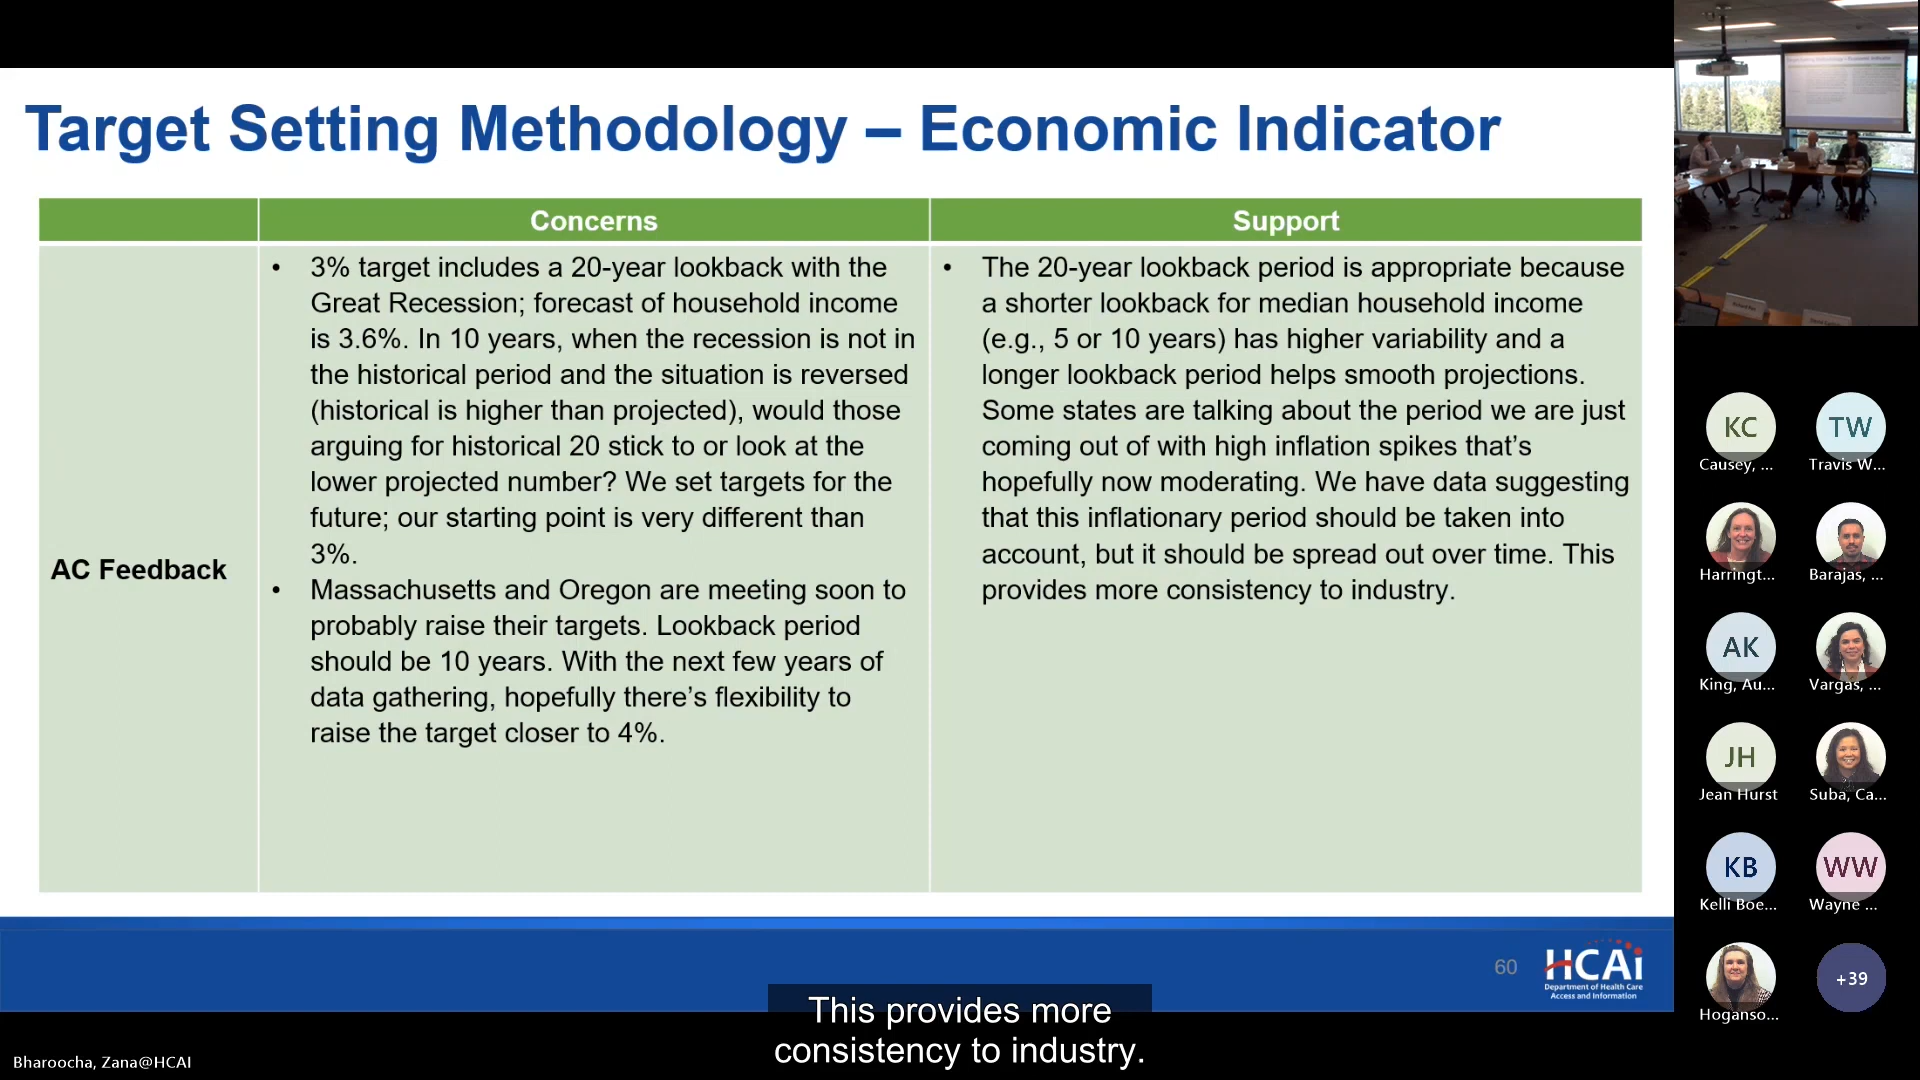 Target Setting Methodology – Economic Indicator
Concerns
Support
AC Feedback
• 3% target includes a 20-year lookback with the
Great Recession; forecast of household income
is 3.6%. In 10 years, when the recession is not in
the historical period and the situation is reversed
(historical is higher than projected), would those
arguing for historical 20 stick to or look at the
lower projected number? We set targets for the
future; our starting point is very different than
3%.
• Massachusetts and Oregon are meeting soon to
probably raise their targets. Lookback period
should be 10 years. With the next few years of
data gathering, hopefully there's flexibility to
raise the target closer to 4%.
• The 20-year lookback period is appropriate because
a shorter lookback for median household income
(e.g., 5 or 10 years) has higher variability and a
longer lookback period helps smooth projections.
Some states are talking about the period we are just
coming out of with high inflation spikes that's
hopefully now moderating. We have data suggesting
that this inflationary period should be taken into
account, but it should be spread out over time. This
provides more consistency to industry.
60
HCAi
Department of Health Care
Access and Information
This provides more
consistency to industry.
Bharoocha, Zana@HCAI
KC
Causey, ...
TW
Travis W...
Harringt...
Barajas, ...
AK
King, Au...
Vargas, ...
JH
Jean Hurst
Suba, Ca...
KB
Kelli Boe...
WW
Wayne ...
Hoganso...
+39